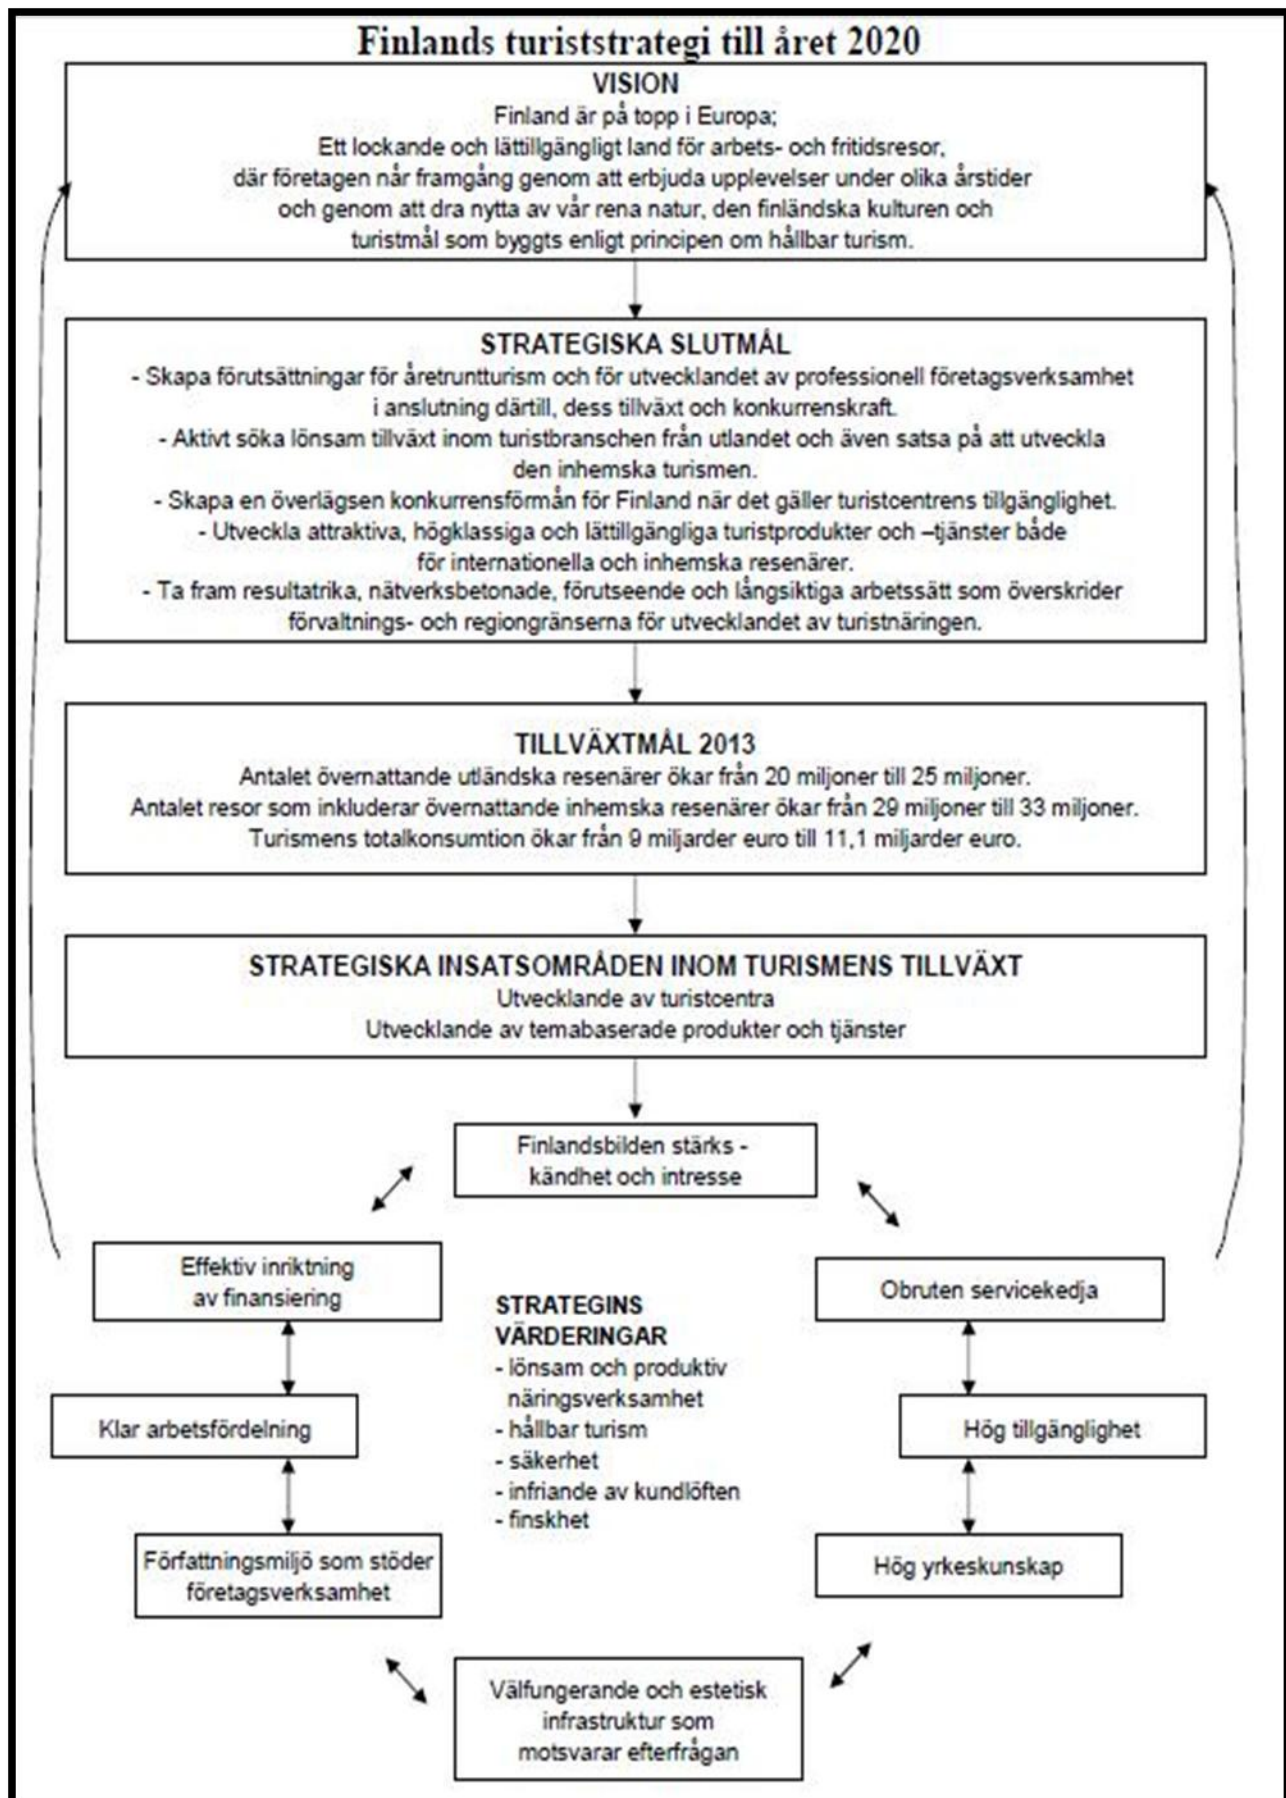 Finlands turiststrategi till året 2020
VISION
Finland är på topp i Europa;
Ett lockande och lättillgängligt land för arbets- och fritidsresor,
där företagen når framgång genom att erbjuda upplevelser under olika årstider
och genom att dra nytta av vår rena natur, den finländska kulturen och
turistmål som byggts enligt principen om hållbar turism.
STRATEGISKA SLUTMÅL
- Skapa förutsättningar för åretruntturism och för utvecklandet av professionell företagsverksamhet
i anslutning därtill, dess tillväxt och konkurrenskraft.
- Aktivt söka lönsam tillväxt inom turistbranschen från utlandet och även satsa på att utveckla
den inhemska turismen.
- Skapa en överlägsen konkurrensförmån för Finland när det gäller turistcentrens tillgänglighet.
- Utveckla attraktiva, högklassiga och lättillgängliga turistprodukter och –tjänster både
för internationella och inhemska resenärer.
- Ta fram resultatrika, nätverksbetonade, förutseende och långsiktiga arbetssätt som överskrider
förvaltnings- och regiongränserna för utvecklandet av turistnäringen.
TILLVÄXTMÅL 2013
Antalet övernattande utländska resenärer ökar från 20 miljoner till 25 miljoner.
Antalet resor som inkluderar övernattande inhemska resenärer ökar från 29 miljoner till 33 miljoner.
Turismens totalkonsumtion ökar från 9 miljarder euro till 11,1 miljarder euro.
STRATEGISKA INSATSOMRÅDEN INOM TURISMENS TILLVÄXT
Utvecklande av turistcentra
Utvecklande av temabaserade produkter och tjänster
Finlandsbilden stärks -
kändhet och intresse
Effektiv inriktning
av finansiering
Obruten servicekedja
STRATEGINS
VÄRDERINGAR
- lönsam och produktiv
näringsverksamhet
- hållbar turism
- säkerhet
- infriande av kundlöften
- finskhet
Klar arbetsfördelning
Hög tillgänglighet
Författningsmiljö som stöder
företagsverksamhet
Hög yrkeskunskap
Välfungerande och estetisk
infrastruktur som
motsvarar efterfrågan